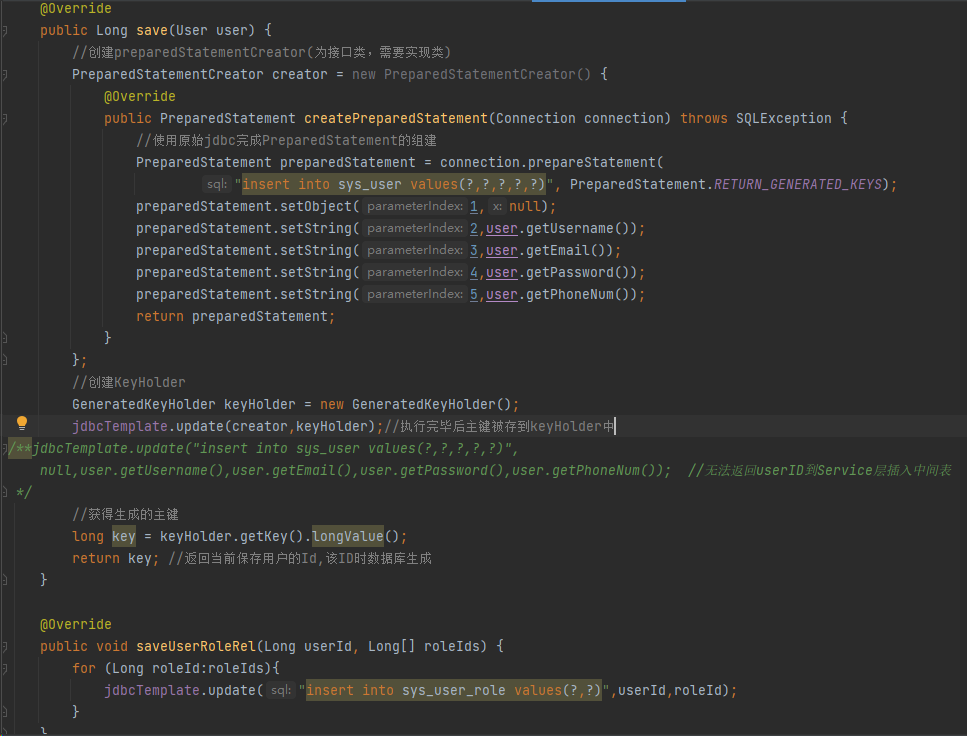 @Override
public Long save(User user) {
//创建preparedStatementCreator(为接口类，需要实现类)
PreparedStatementCreator creator = new PreparedStatementCreator() {
@Override
public PreparedStatement createPreparedStatement(Connection connection) throws SQLException {
//使用原始jdbc完成PreparedStatement的组建
PreparedStatement preparedStatement = connection.prepareStatement(
sql: "insert into sys_user values(?,?,?,?,?)", PreparedStatement.RETURN_GENERATED_KEYS);
preparedStatement.setObject( parameterIndex: 1, x: null);
preparedStatement.setString( parameterIndex: 2,user.getUsername());
preparedStatement.setString( parameterIndex: 3,user.getEmail());
preparedStatement.setString( parameterIndex: 4,user.getPassword());
preparedStatement.setString( parameterIndex: 5,user.getPhoneNum());
return preparedStatement;
}
};
//创建KeyHolder
GeneratedKeyHolder keyHolder = new GeneratedKeyHolder();
jdbcTemplate.update(creator,keyHolder);//执行完毕后主键被存到keyHolder中
/**jdbcTemplate.update("insert into sys_user values(?,?,?,?,?)",
null,user.getUsername(),user.getEmail(),user.getPassword(),user.getPhoneNum()); //无法返回userID到Service层插入中间表
*/
//获得生成的主键
long key = keyHolder.getKey().longValue();
return key; //返回当前保存用户的Id,该ID时数据库生成
}
@Override
public void saveUserRoleRel(Long userId, Long[] roleIds) {
for (Long roleId:roleIds){
jdbcTemplate.update( sql: "insert into sys_user_role values(?,?)",userId,roleId);
}
}